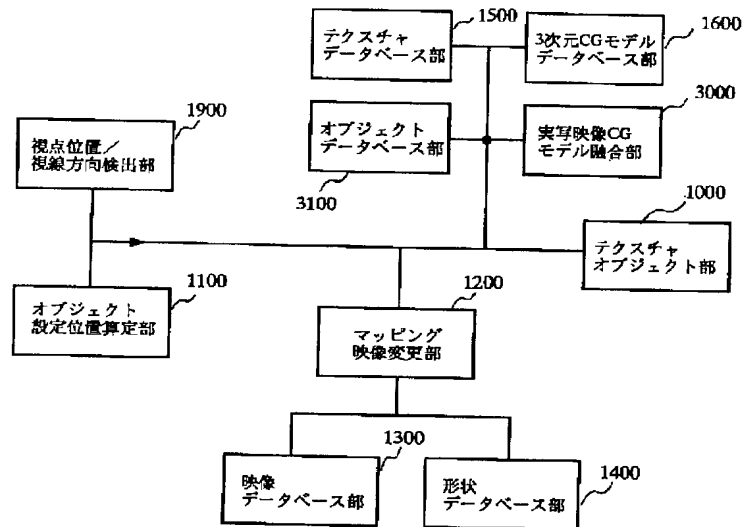 1500
テクスチャ
データベース部
1600
3次元CGモデル
データベース部
1900
視点位置/
視線方向検出部
オブジェクト
データベース部
3100
3000
実写映像CG
モデル融合部
1000
テクスチャ
オブジェクト部
1100
オブジェクト
設定位置算定部
1200
マッピング
映像変更部
1300
映像
データベース部
1400
形状
データベース部